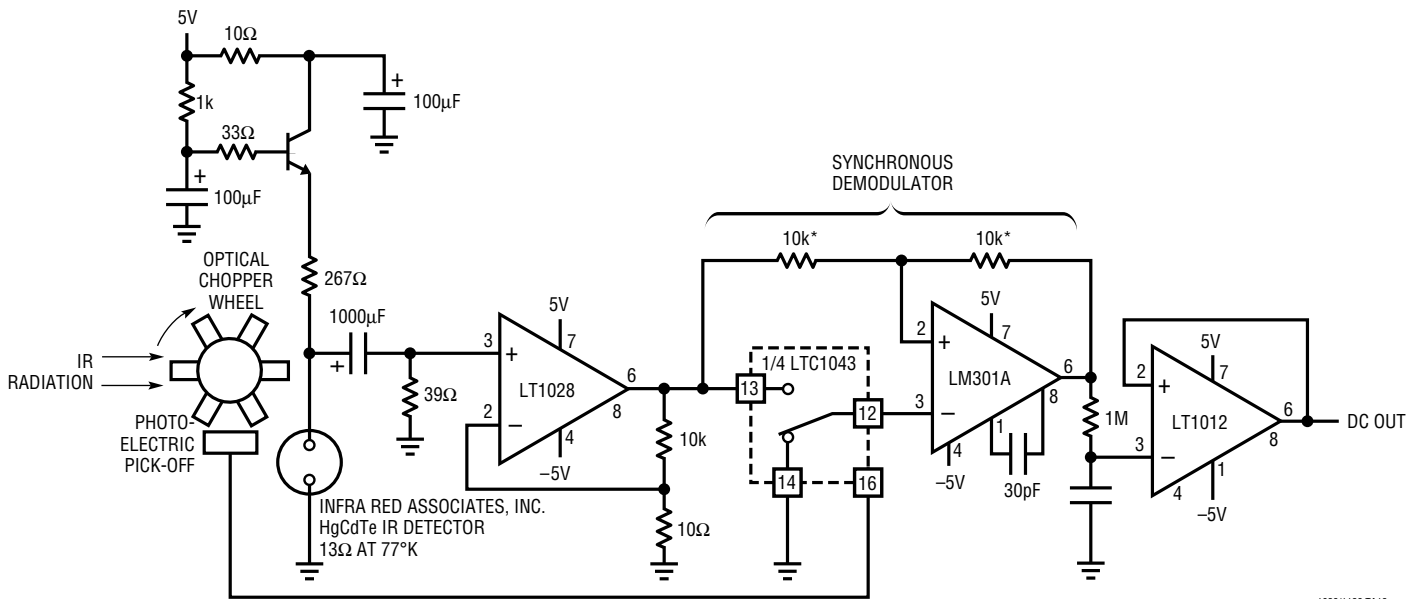 5V
10Ω
1k
+
100µF
33Ω
+
100µF
SYNCHRONOUS
DEMODULATOR
10k*
10k*
OPTICAL
CHOPPER
WHEEL
267Ω
1000µF
+
IR
RADIATION
39Ω
PHOTO-
ELECTRIC
PICK-OFF
INFRA RED ASSOCIATES, INC.
HgCdTe IR DETECTOR
13Ω AT 77°K
5V
7
3
+
LT1028
6
8
2
–
4
–5V
10k
10Ω
1/4 LTC1043
13
12
14
16
5V
7
2
+
LM301A
6
8
3
–
1
4
–5V
30pF
1M
5V
7
2
+
LT1012
6
8
3
–
4
1
–5V
DC OUT